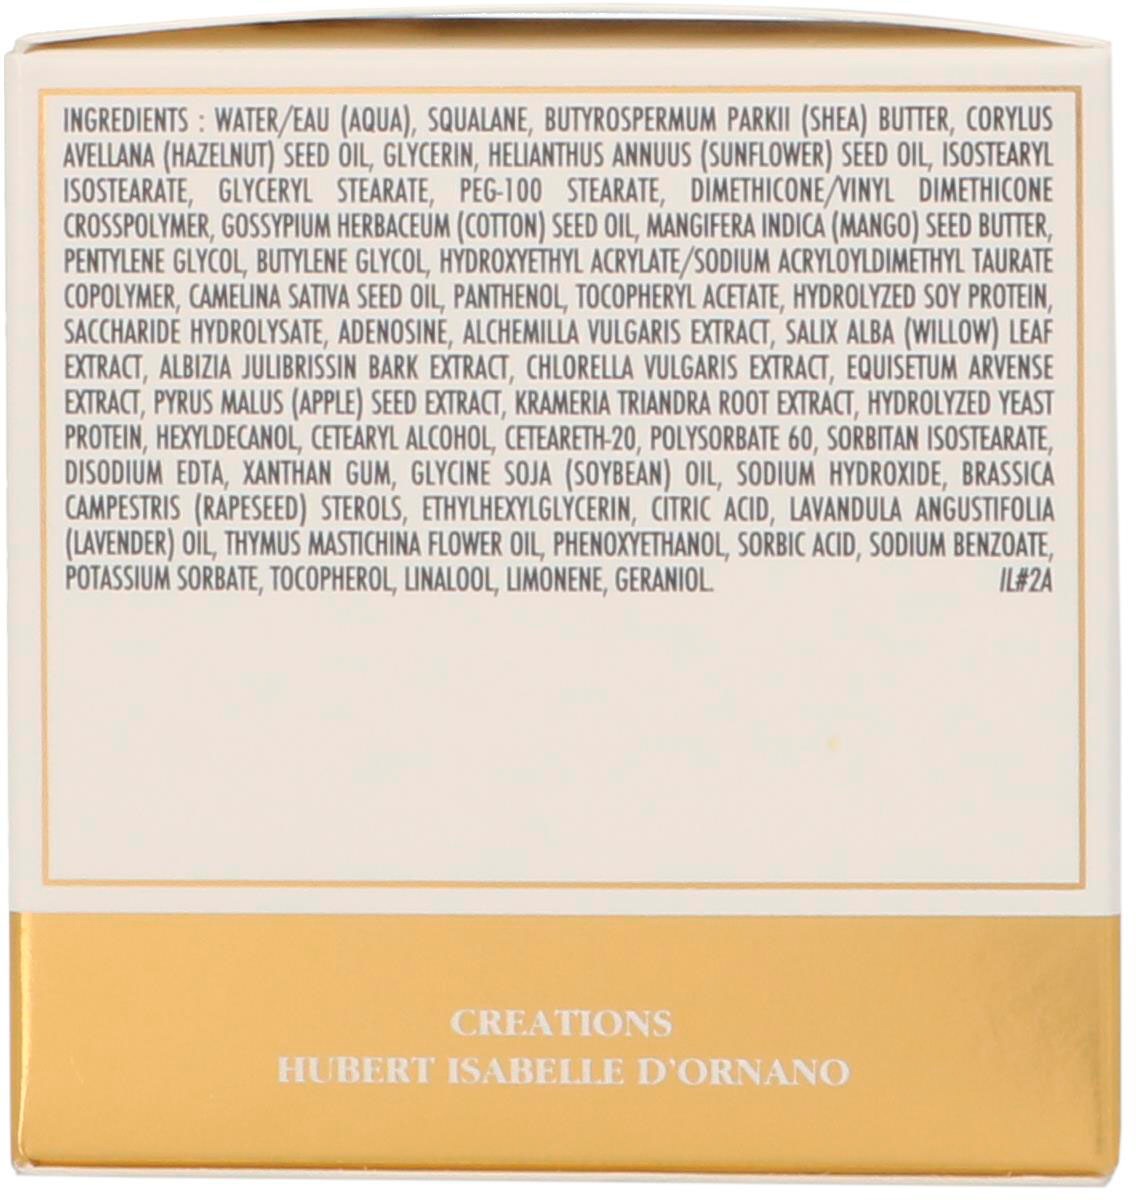 INGREDIENTS : WATER/EAU (AQUA), SQUALANE, BUTYROSPERMUM PARKII (SHEA) BUTTER, CORYLUS
AVELLANA (HAZELNUT) SEED OIL, GLYCERIN, HELIANTHUS ANNUUS (SUNFLOWER) SEED OIL, ISOSTEARYL
ISOSTEARATE, GLYCERYL STEARATE, PEG-100 STEARATE, DIMETHICONE/VINYL DIMETHICONE
CROSSPOLYMER, GOSSYPIUM HERBACEUM (COTTON) SEED OIL, MANGIFERA INDICA (MANGO) SEED BUTTER,
PENTYLENE GLYCOL, BUTYLENE GLYCOL, HYDROXYETHYL ACRYLATE/SODIUM ACRYLOYLDIMETHYL TAURATE
COPOLYMER, CAMELINA SATIVA SEED OIL, PANTHENOL, TOCOPHERYL ACETATE, HYDROLYZED SOY PROTEIN,
SACCHARIDE HYDROLYSATE, ADENOSINE, ALCHEMILLA VULGARIS EXTRACT, SALIX ALBA (WILLOW) LEAF
EXTRACT, ALBIZIA JULIBRISSIN BARK EXTRACT, CHLORELLA VULGARIS EXTRACT, EQUISETUM ARVENSE
EXTRACT, PYRUS MALUS (APPLE) SEED EXTRACT, KRAMERIA TRIANDRA ROOT EXTRACT, HYDROLYZED YEAST
PROTEIN, HEXYLDECANOL, CETEARYL ALCOHOL, CETEARETH-20, POLYSORBATE 60, SORBITAN ISOSTEARATE,
DISODIUM EDTA, XANTHAN GUM, GLYCINE SOJA (SOYBEAN) OIL, SODIUM HYDROXIDE, BRASSICA
CAMPESTRIS (RAPESEED) STEROLS, ETHYLHEXYLGLYCERIN, CITRIC ACID, LAVANDULA ANGUSTIFOLIA
(LAVENDER) OIL, THYMUS MASTICHINA FLOWER OIL, PHENOXYETHANOL, SORBIC ACID, SODIUM BENZOATE,
POTASSIUM SORBATE, TOCOPHEROL, LINALOOL, LIMONENE, GERANIOL. IL#2A
CREATIONS
HUBERT ISABELLE D'ORNANO